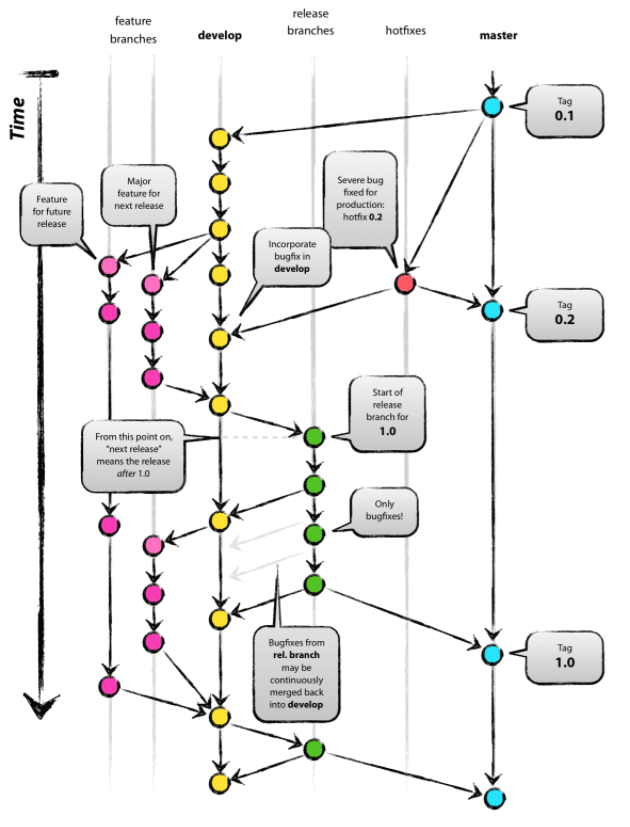 feature
branches
develop
release
branches
hotfixes
master
Time
Tag
0.1
Major
feature for
next release
Severe bug
fixed for
production:
hotfix 0.2
Feature
for future
release
Incorporate
bugfix in
develop
Tag
0.2
Start of
release
branch for
1.0
From this point on,
“next release”
means the release
after 1.0
Only
bugfixes!
Bugfixes from
rel. branch
may be
continuously
merged back
into develop
Tag
1.0